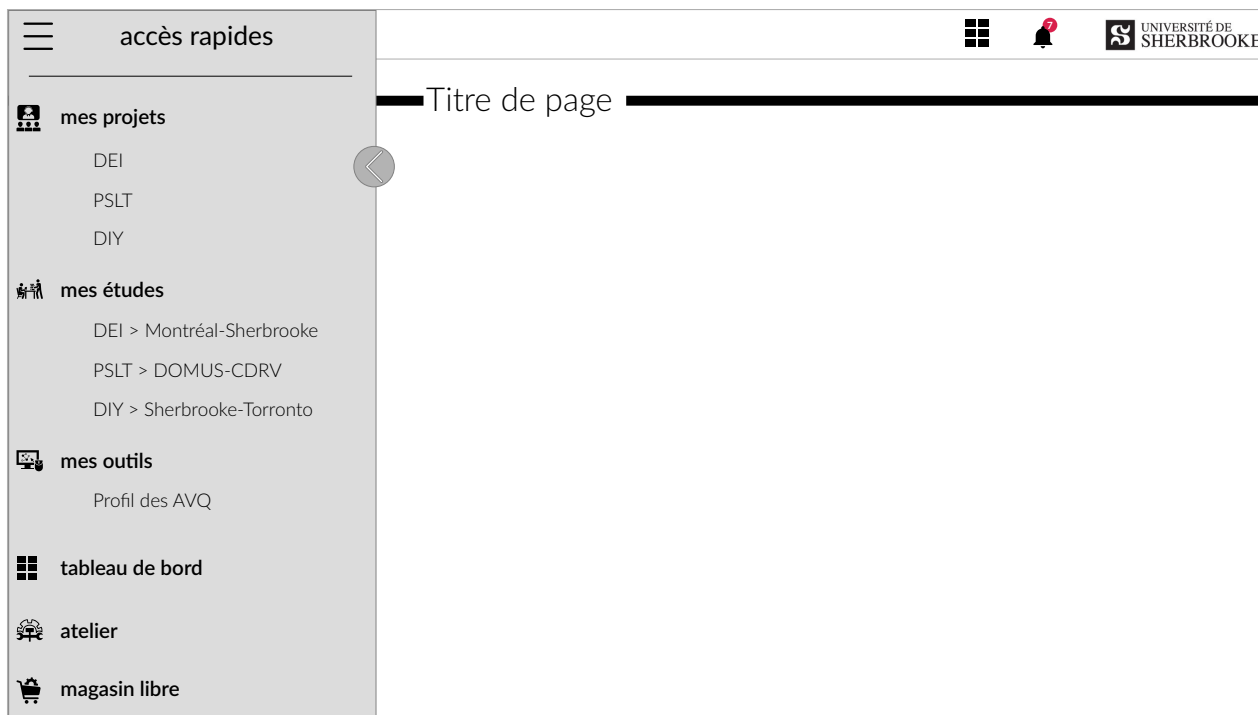 accès rapides
7
UNIVERSITÉ DE
SHERBROOKE
Titre de page
mes projets
DEI
PSLT
DIY
mes études
DEI > Montréal-Sherbrooke
PSLT > DOMUS-CDRV
DIY > Sherbrooke-Torronto
mes outils
Profil des AVQ
tableau de bord
atelier
magasin libre